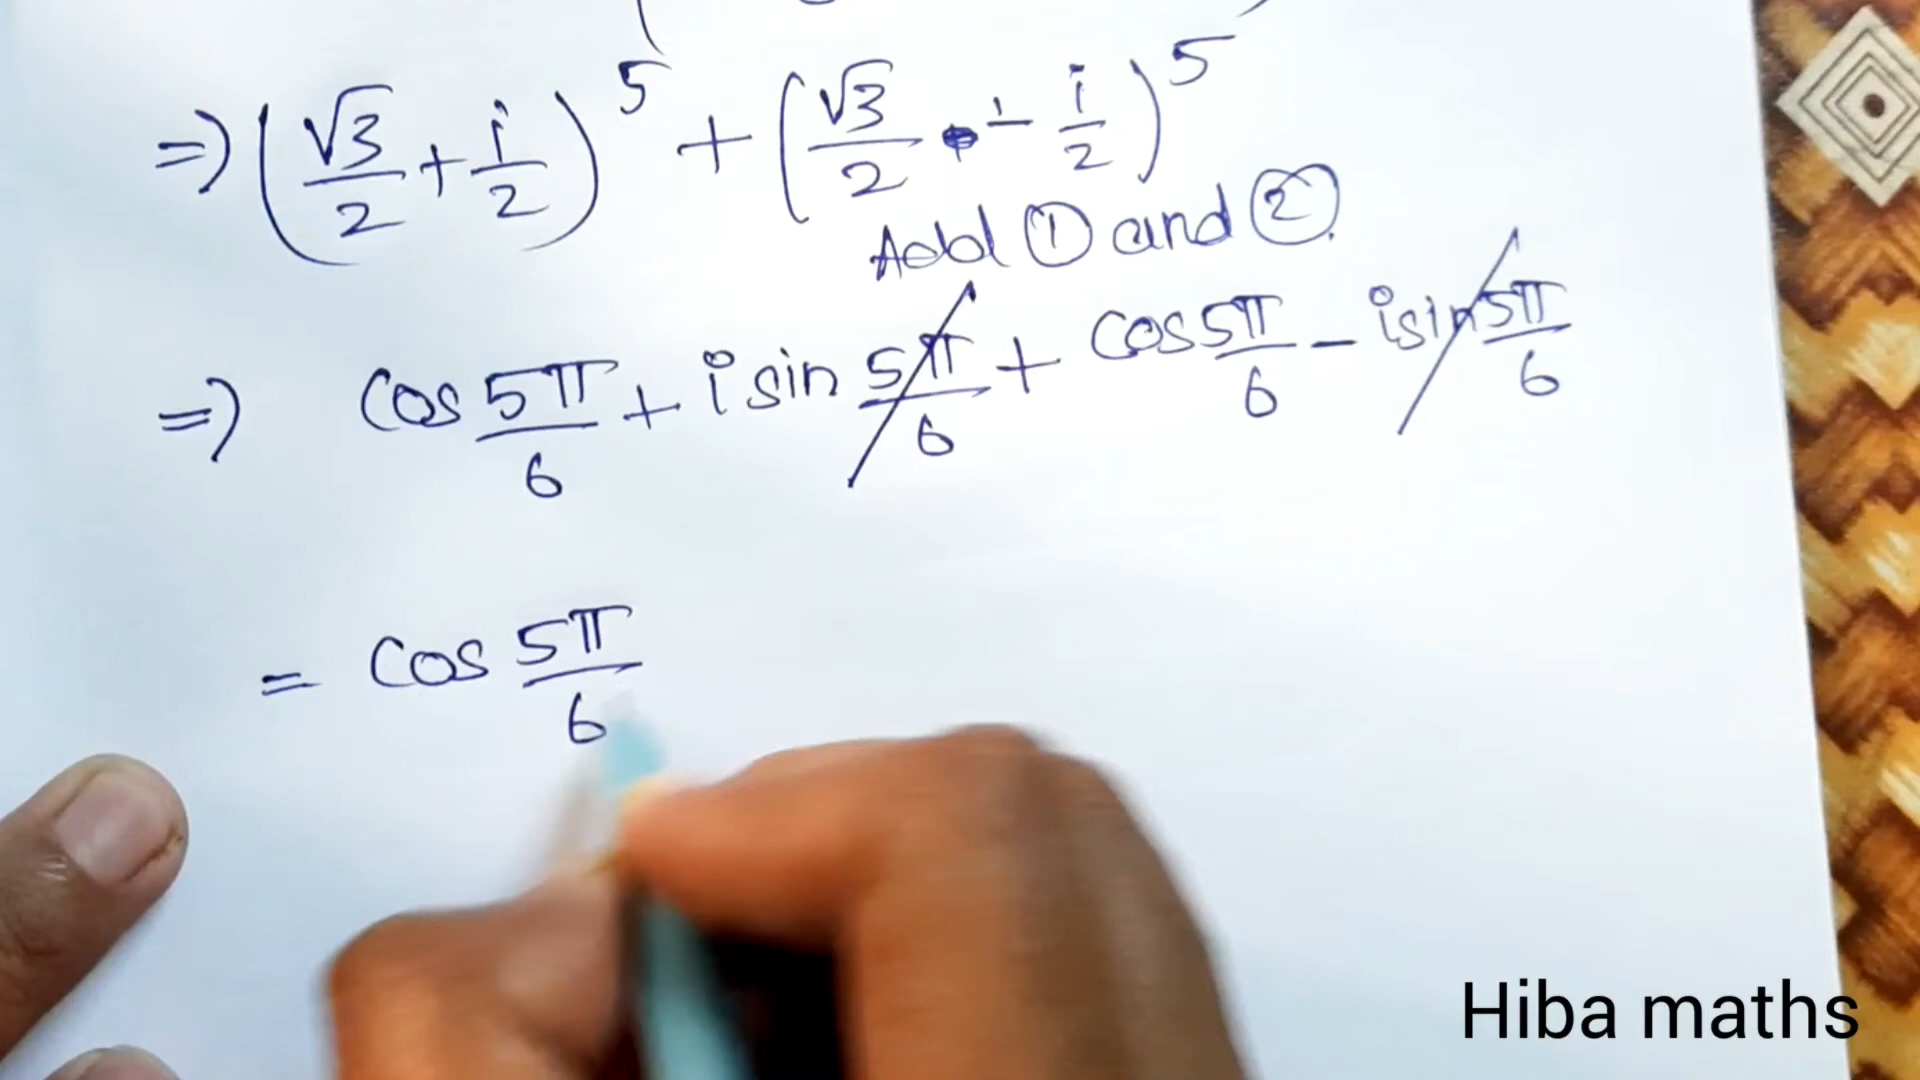 => (√3/2 + i/2)^5 + (√3/2 - i/2)^5
Add ① and ②.
=> cos 5π/6 + i sin 5π/6 + cos 5π/6 - i sin 5π/6
= cos 5π/6
Hiba maths